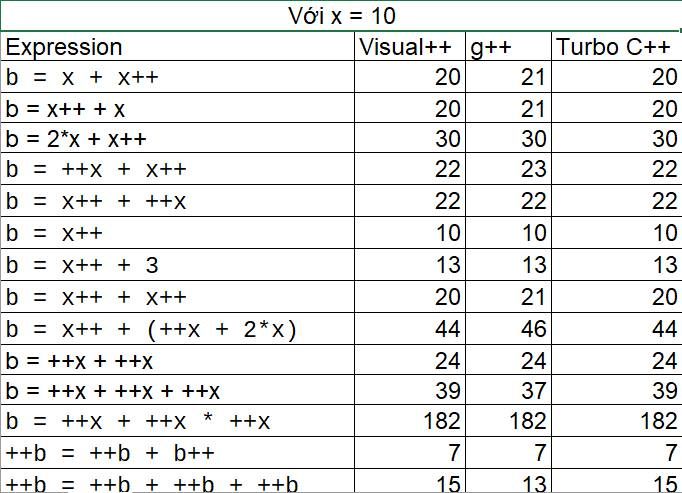 Với x = 10
Expression Visual++ g++ Turbo C++
b = x + x++ 20 21 20
b = x++ + x 20 21 20
b = 2*x + x++ 30 30 30
b = ++x + x++ 22 23 22
b = x++ + ++x 22 22 22
b = x++ 10 10 10
b = x++ + 3 13 13 13
b = x++ + x++ 20 21 20
b = x++ + (++x + 2*x) 44 46 44
b = ++x + ++x 24 24 24
b = ++x + ++x + ++x 39 37 39
b = ++x + ++x * ++x 182 182 182
++b = ++b + b++ 7 7 7
++b = ++b + ++b + ++b 15 13 15